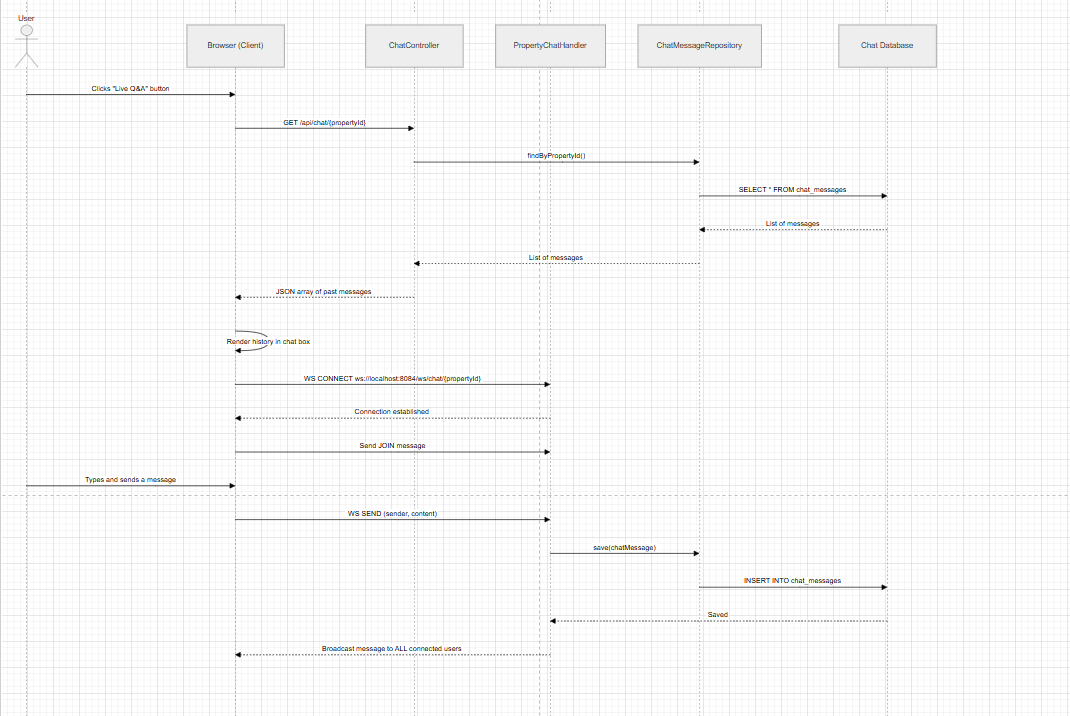 User
Browser (Client)
ChatController
PropertyChatHandler
ChatMessageRepository
Chat Database
Clicks "Live Q&A" button
GET /api/chat/{propertyId}
findByPropertyId()
SELECT * FROM chat_messages
List of messages
List of messages
JSON array of past messages
Render history in chat box
WS CONNECT ws://localhost:8084/ws/chat/{propertyId}
Connection established
Send JOIN message
Types and sends a message
WS SEND (sender, content)
save(chatMessage)
INSERT INTO chat_messages
Saved
Broadcast message to ALL connected users